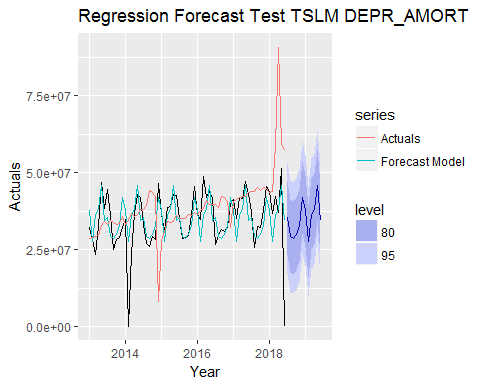 Regression Forecast Test TSLM DEPR_AMORT
7.5e+07
5.0e+07
2.5e+07
0.0e+00
Actuals
2014
2016
2018
Year
series
Actuals
Forecast Model
level
80
95